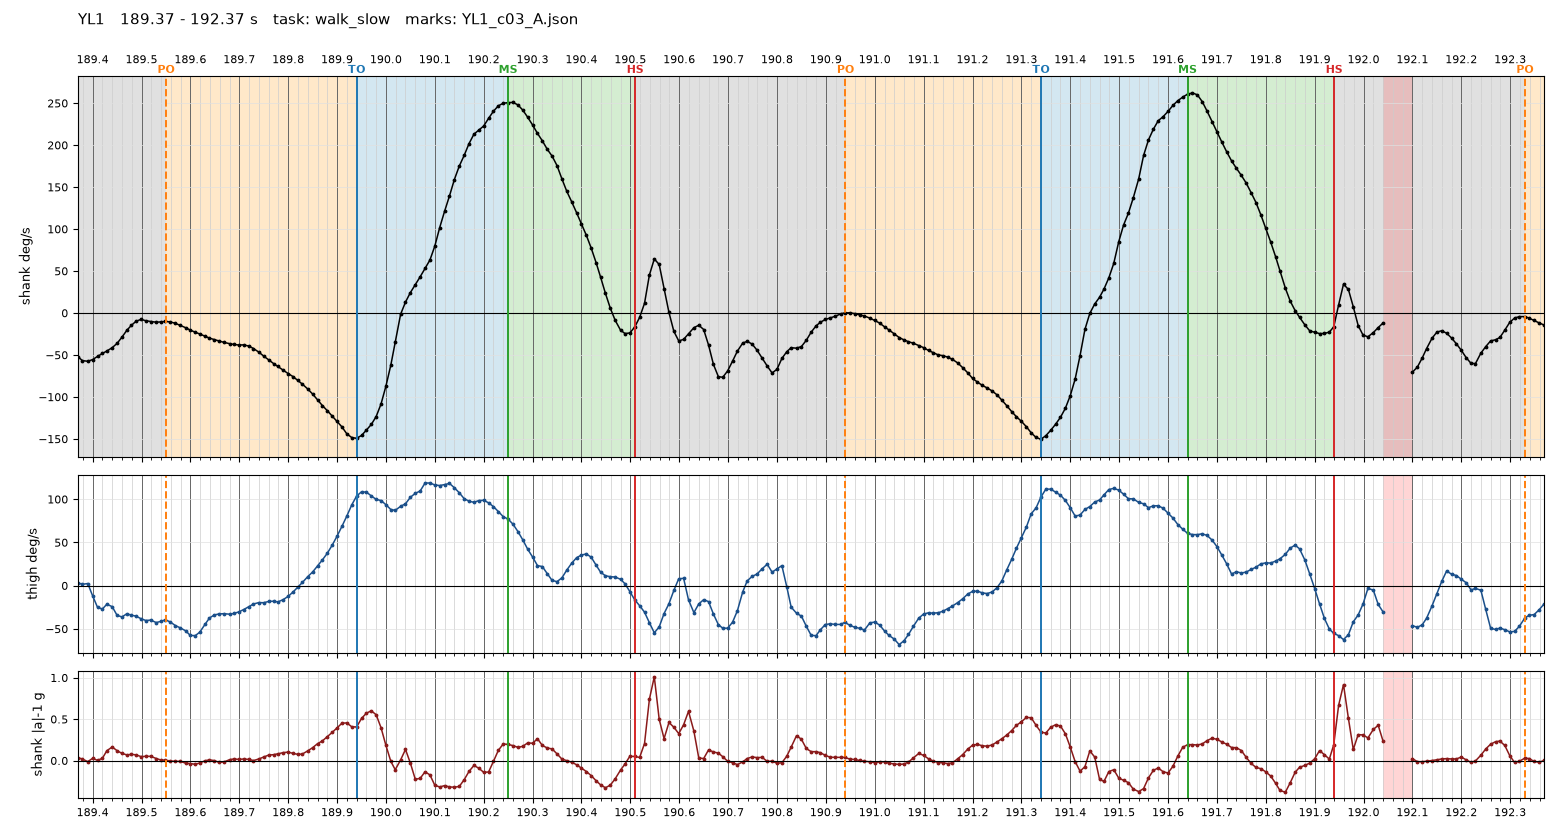 YL1   189.37 - 192.37 s   task: walk_slow   marks: YL1_c03_A.json
189.4 189.5 189.6 189.7 189.8 189.9 190.0 190.1 190.2 190.3 190.4 190.5 190.6 190.7 190.8 190.9 191.0 191.1 191.2 191.3 191.4 191.5 191.6 191.7 191.8 191.9 192.0 192.1 192.2 192.3
PO TO MS HS PO TO MS HS PO
shank deg/s
250
200
150
100
50
0
−50
−100
−150
thigh deg/s
100
50
0
−50
shank |a|-1 g
1.0
0.5
0.0
189.4 189.5 189.6 189.7 189.8 189.9 190.0 190.1 190.2 190.3 190.4 190.5 190.6 190.7 190.8 190.9 191.0 191.1 191.2 191.3 191.4 191.5 191.6 191.7 191.8 191.9 192.0 192.1 192.2 192.3